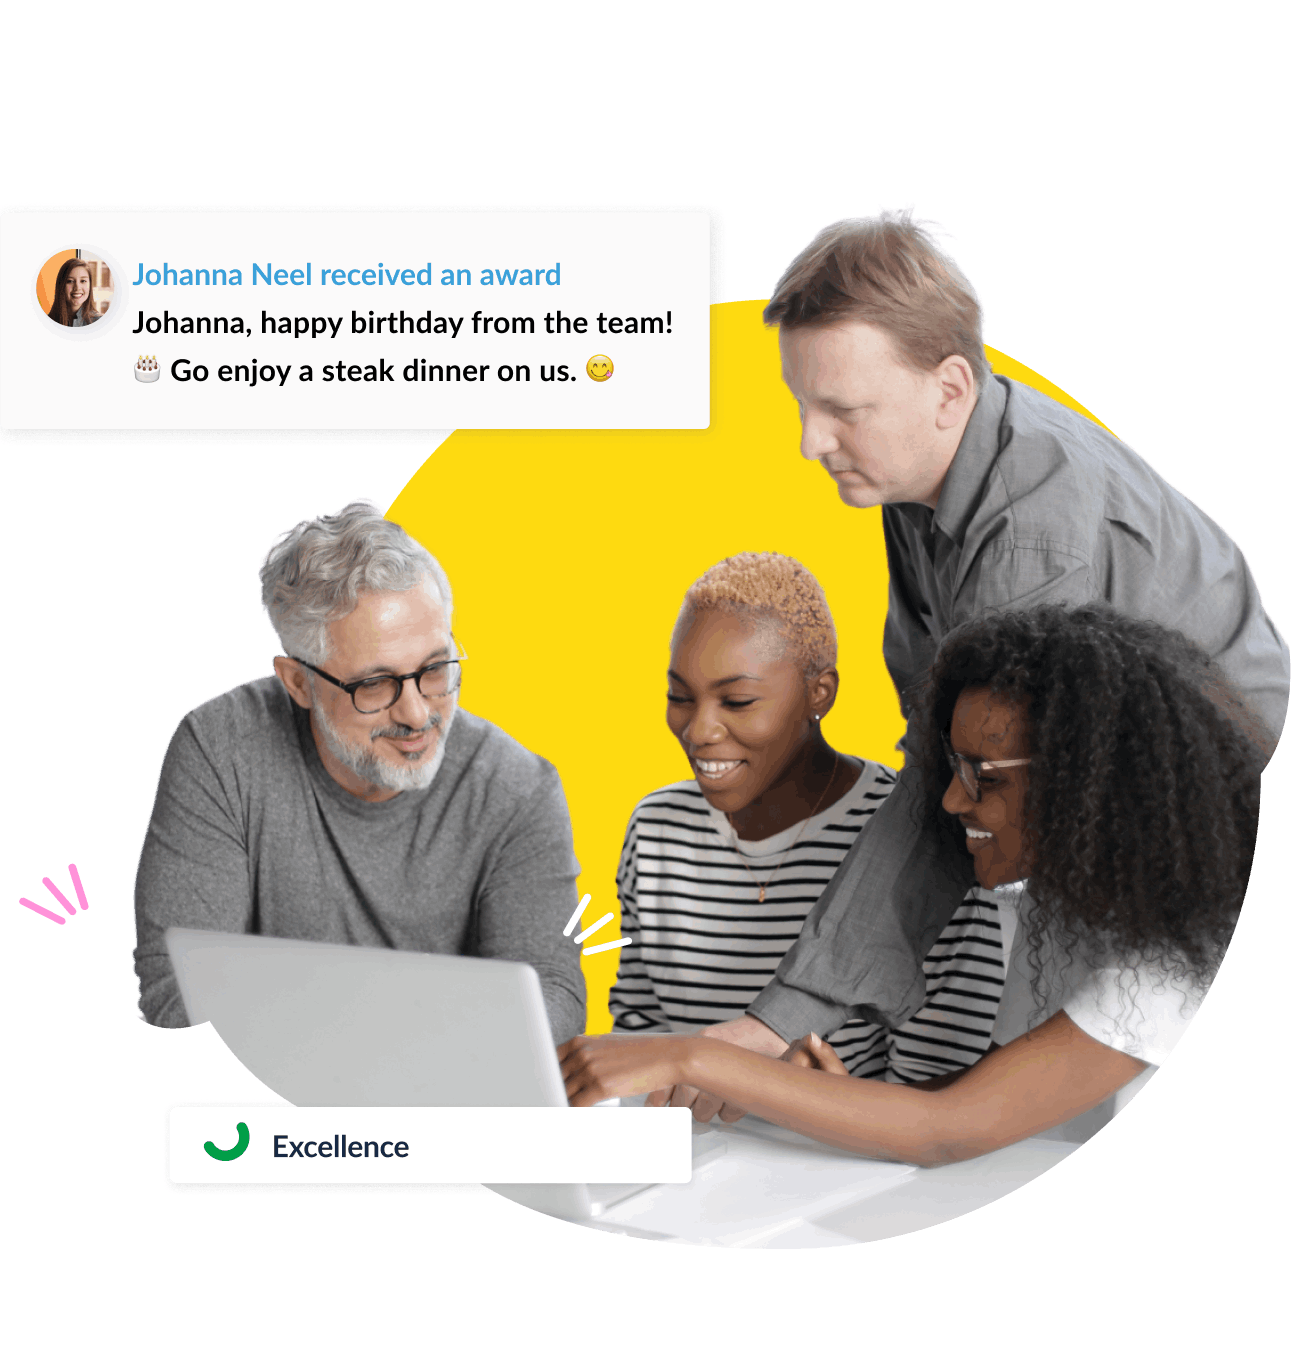 Johanna Neel received an award
Johanna, happy birthday from the team!
🎂 Go enjoy a steak dinner on us. 😋
Excellence